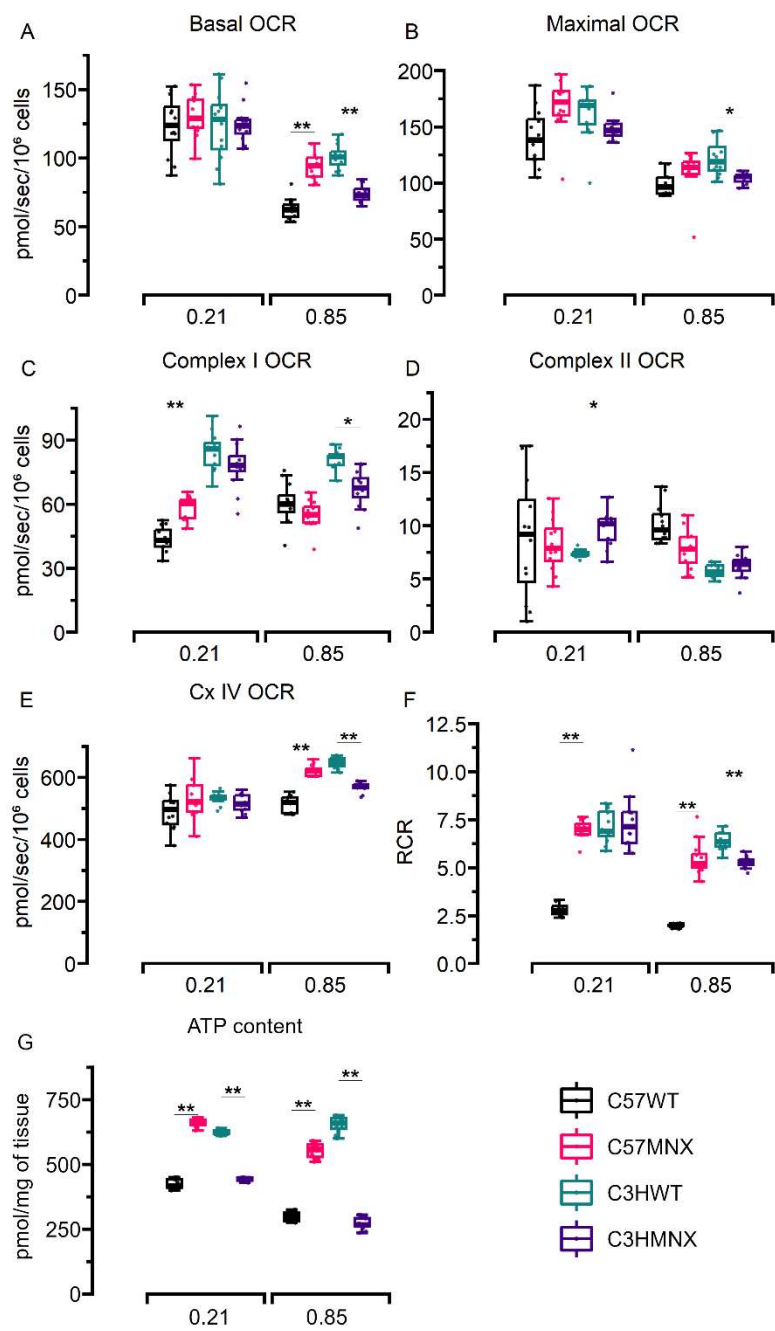 A
Basal OCR
B
Maximal OCR
pmol/sec/10⁶ cells
150
125
100
75
50
25
0
**
**
0.21
0.85
200
150
100
50
0
*
0.21
0.85
C
Complex I OCR
D
Complex II OCR
pmol/sec/10⁶ cells
90
60
30
0
**
*
0.21
0.85
20
15
10
5
0
*
0.21
0.85
E
Cx IV OCR
F
pmol/sec/10⁶ cells
600
400
200
0
**
**
0.21
0.85
RCR
12.5
10.0
7.5
5.0
2.5
0
**
**
**
0.21
0.85
G
ATP content
pmol/mg of tissue
750
500
250
0
**
**
**
**
0.21
0.85
C57WT
C57MNX
C3HWT
C3HMNX